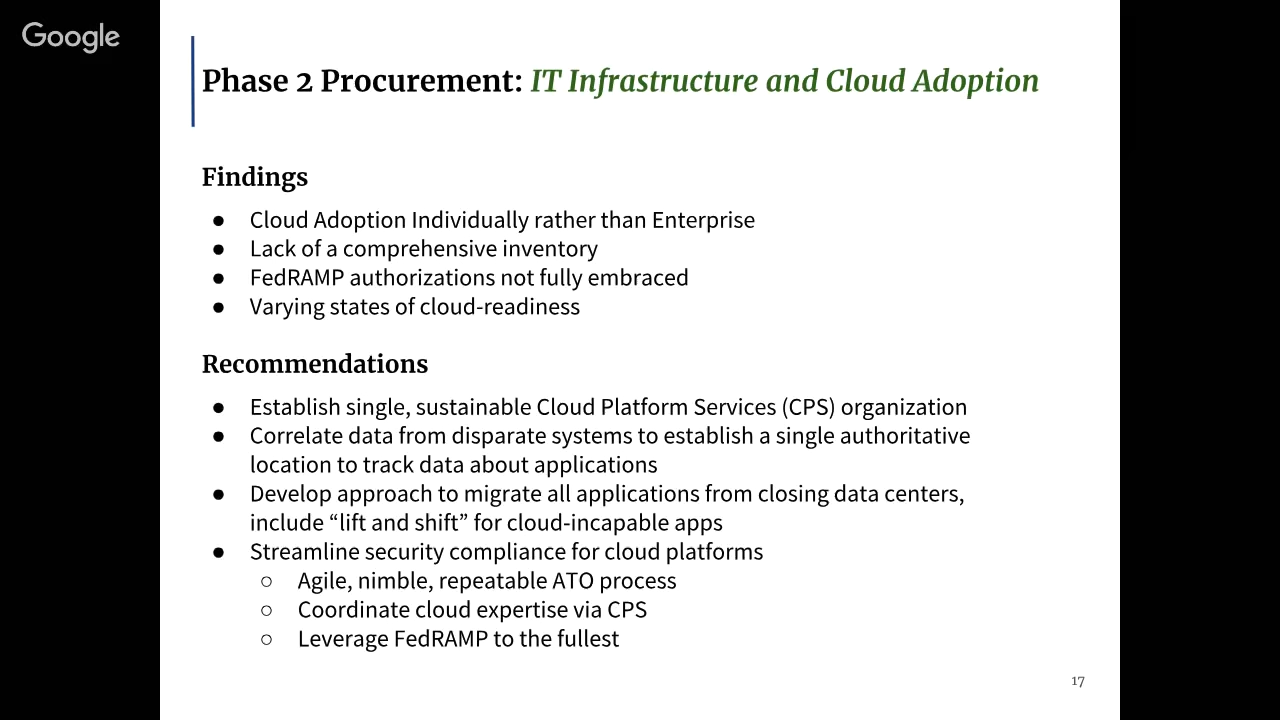 Google
Phase 2 Procurement: IT Infrastructure and Cloud Adoption
Findings
● Cloud Adoption Individually rather than Enterprise
● Lack of a comprehensive inventory
● FedRAMP authorizations not fully embraced
● Varying states of cloud-readiness
Recommendations
● Establish single, sustainable Cloud Platform Services (CPS) organization
● Correlate data from disparate systems to establish a single authoritative
location to track data about applications
● Develop approach to migrate all applications from closing data centers,
include “lift and shift” for cloud-incapable apps
● Streamline security compliance for cloud platforms
○ Agile, nimble, repeatable ATO process
○ Coordinate cloud expertise via CPS
○ Leverage FedRAMP to the fullest
17